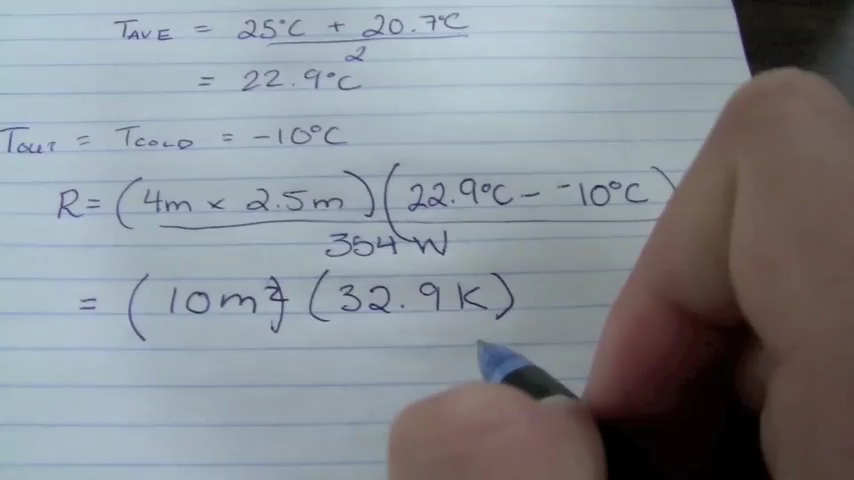 TAVE = 25°C + 20.7°C
2
= 22.9°C
TOUT = TCOLD = -10°C
R = (4m × 2.5m)(22.9°C - -10°C)
354W
= (10m²)(32.9K)